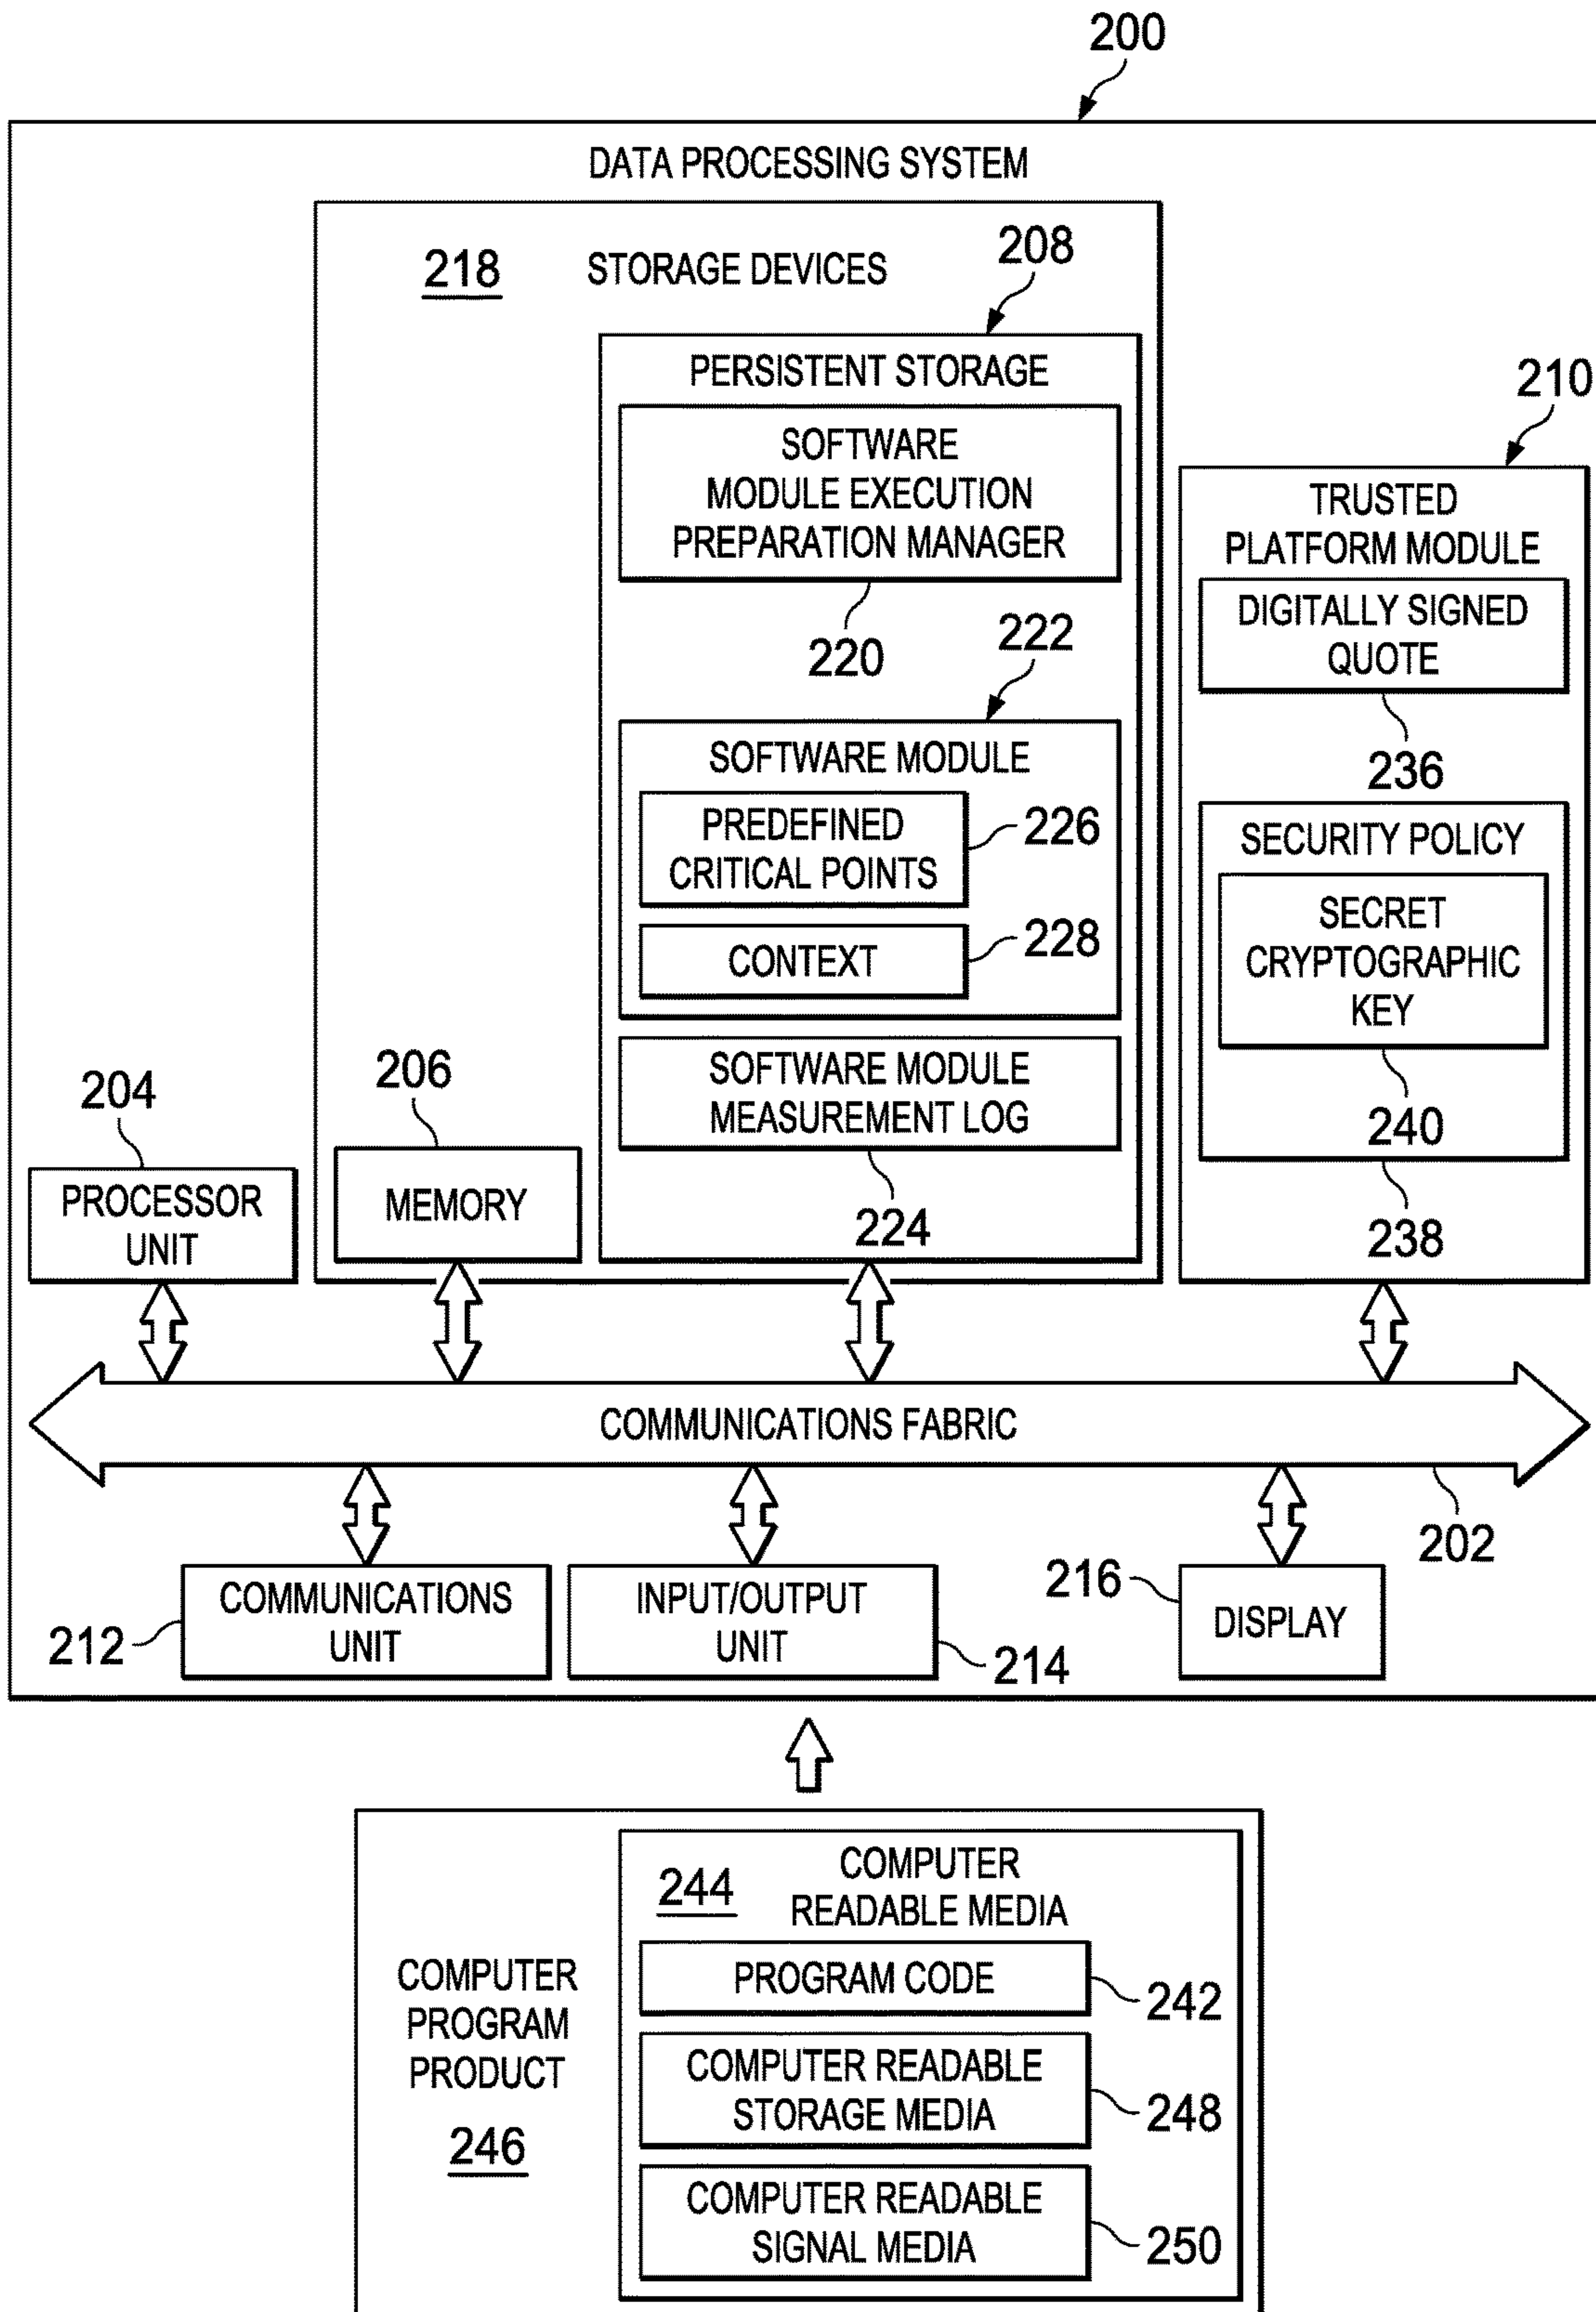 200
DATA PROCESSING SYSTEM
218
STORAGE DEVICES
208
PERSISTENT STORAGE
SOFTWARE
MODULE EXECUTION
PREPARATION MANAGER
220
222
SOFTWARE MODULE
PREDEFINED
CRITICAL POINTS
226
CONTEXT
228
SOFTWARE MODULE
MEASUREMENT LOG
224
210
TRUSTED
PLATFORM MODULE
DIGITALLY SIGNED
QUOTE
236
SECURITY POLICY
SECRET
CRYPTOGRAPHIC
KEY
240
238
204
PROCESSOR
UNIT
206
MEMORY
COMMUNICATIONS FABRIC
202
212
COMMUNICATIONS
UNIT
INPUT/OUTPUT
UNIT
214
216
DISPLAY
COMPUTER
PROGRAM
PRODUCT
246
244
COMPUTER
READABLE MEDIA
PROGRAM CODE
242
COMPUTER READABLE
STORAGE MEDIA
248
COMPUTER READABLE
SIGNAL MEDIA
250